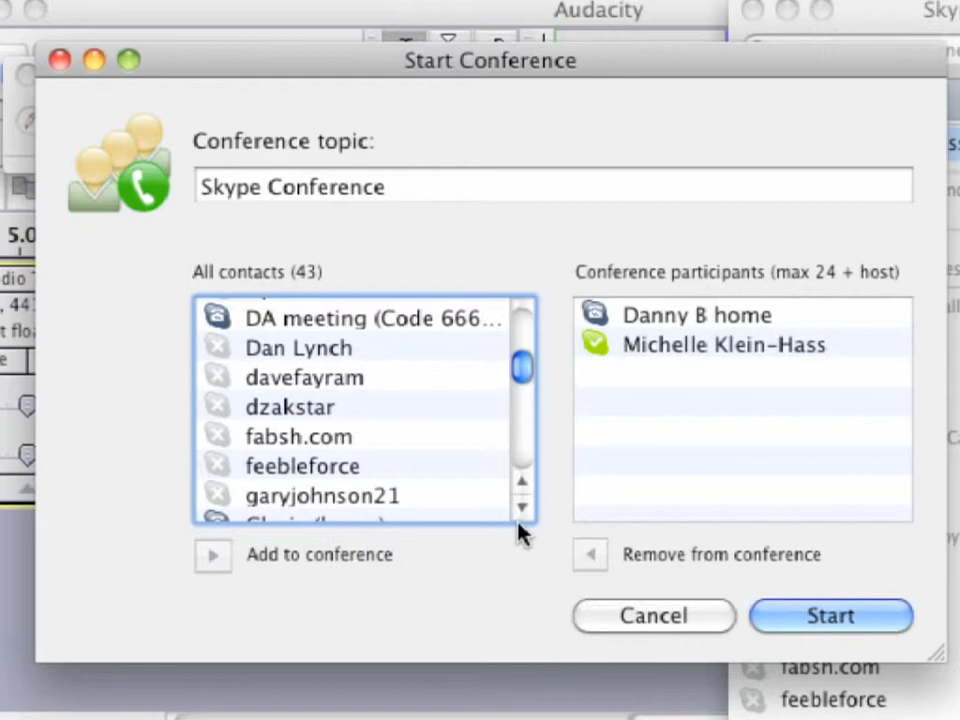 Audacity
Start Conference
Conference topic:
Skype Conference
All contacts (43)
DA meeting (Code 666...
Dan Lynch
davefayram
dzakstar
fabsh.com
feebleforce
garyjohnson21
Add to conference
Conference participants (max 24 + host)
Danny B home
Michelle Klein-Hass
Remove from conference
Cancel
Start
5.0
fabsh.com
feebleforce